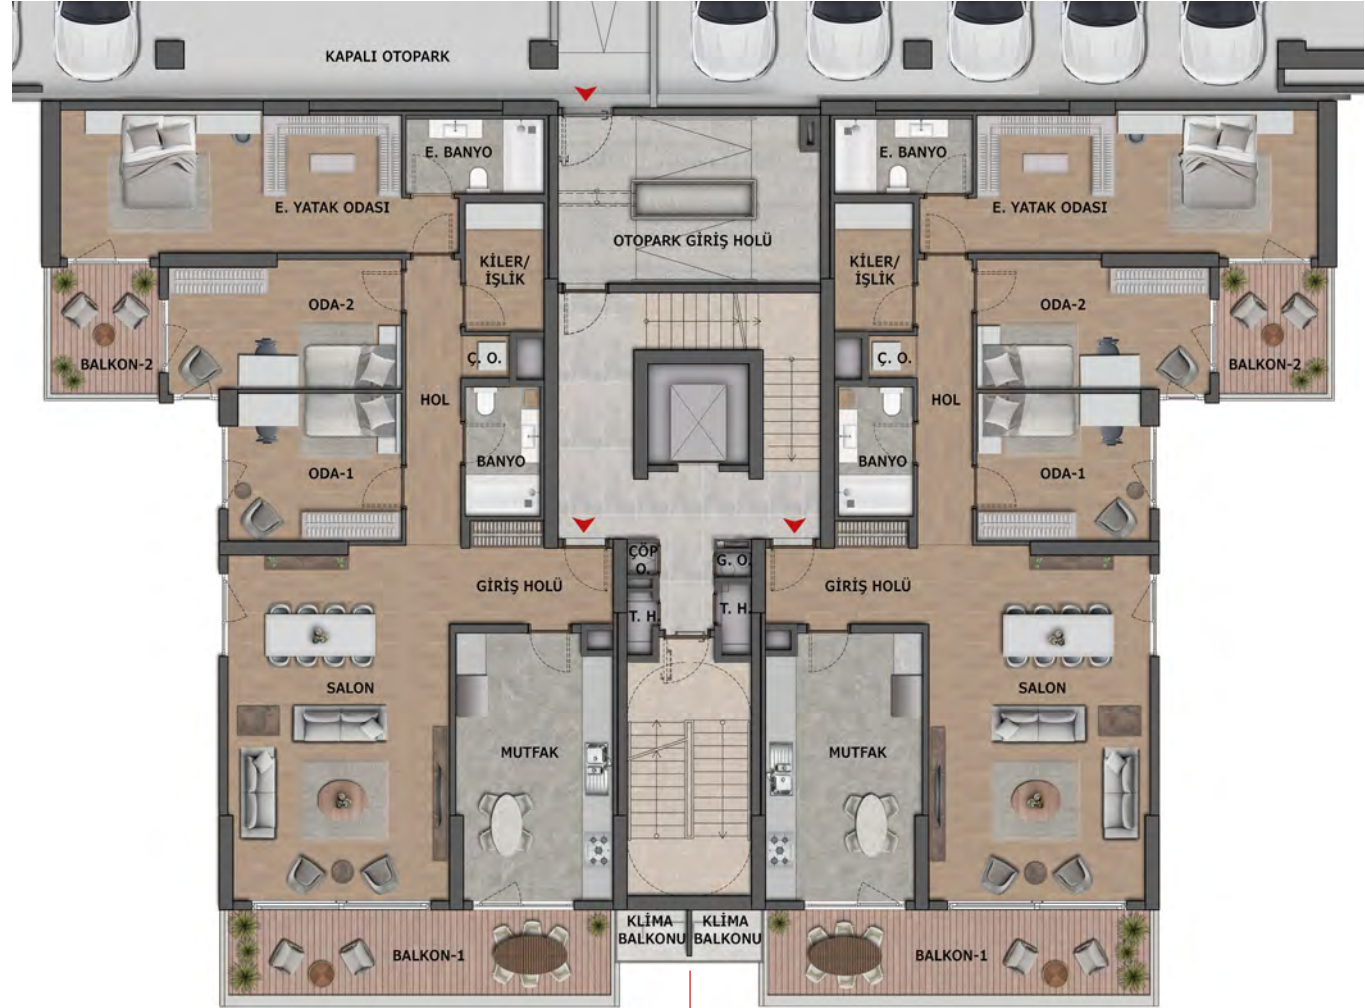 KAPALI OTOPARK
E. BANYO
E. BANYO
E. YATAK ODASI
E. YATAK ODASI
OTOPARK GİRİŞ HOLÜ
KİLER/
İŞLİK
KİLER/
İŞLİK
ODA-2
ODA-2
BALKON-2
Ç. O.
Ç. O.
BALKON-2
HOL
HOL
ODA-1
BANYO
BANYO
ODA-1
ÇÖP
O.
G. O.
GİRİŞ HOLÜ
GİRİŞ HOLÜ
T. H.
T. H.
SALON
SALON
MUTFAK
MUTFAK
KLİMA
BALKONU
KLİMA
BALKONU
BALKON-1
BALKON-1